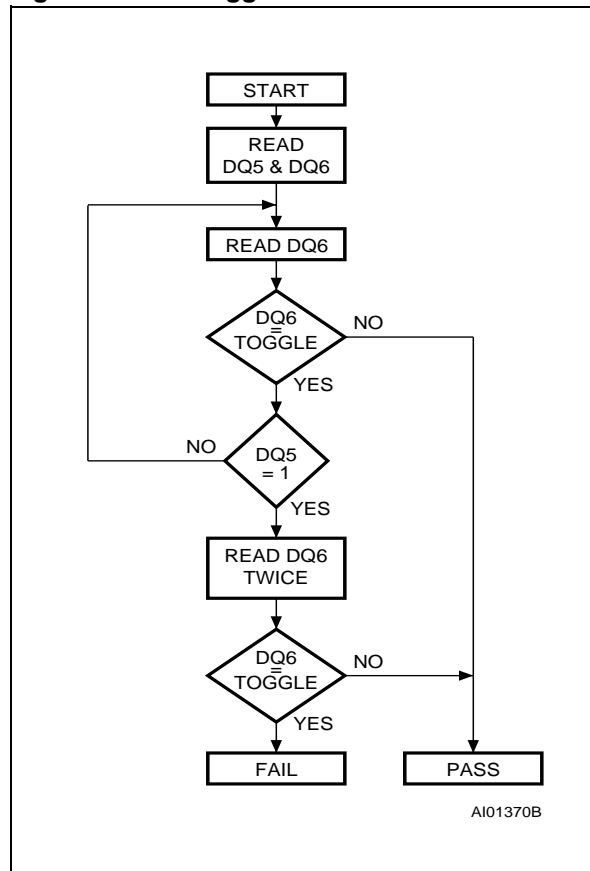 START
READ
DQ5 & DQ6
READ DQ6
DQ6
=
TOGGLE
NO
YES
NO
DQ5
= 1
YES
READ DQ6
TWICE
DQ6
=
TOGGLE
NO
YES
FAIL
PASS
AI01370B